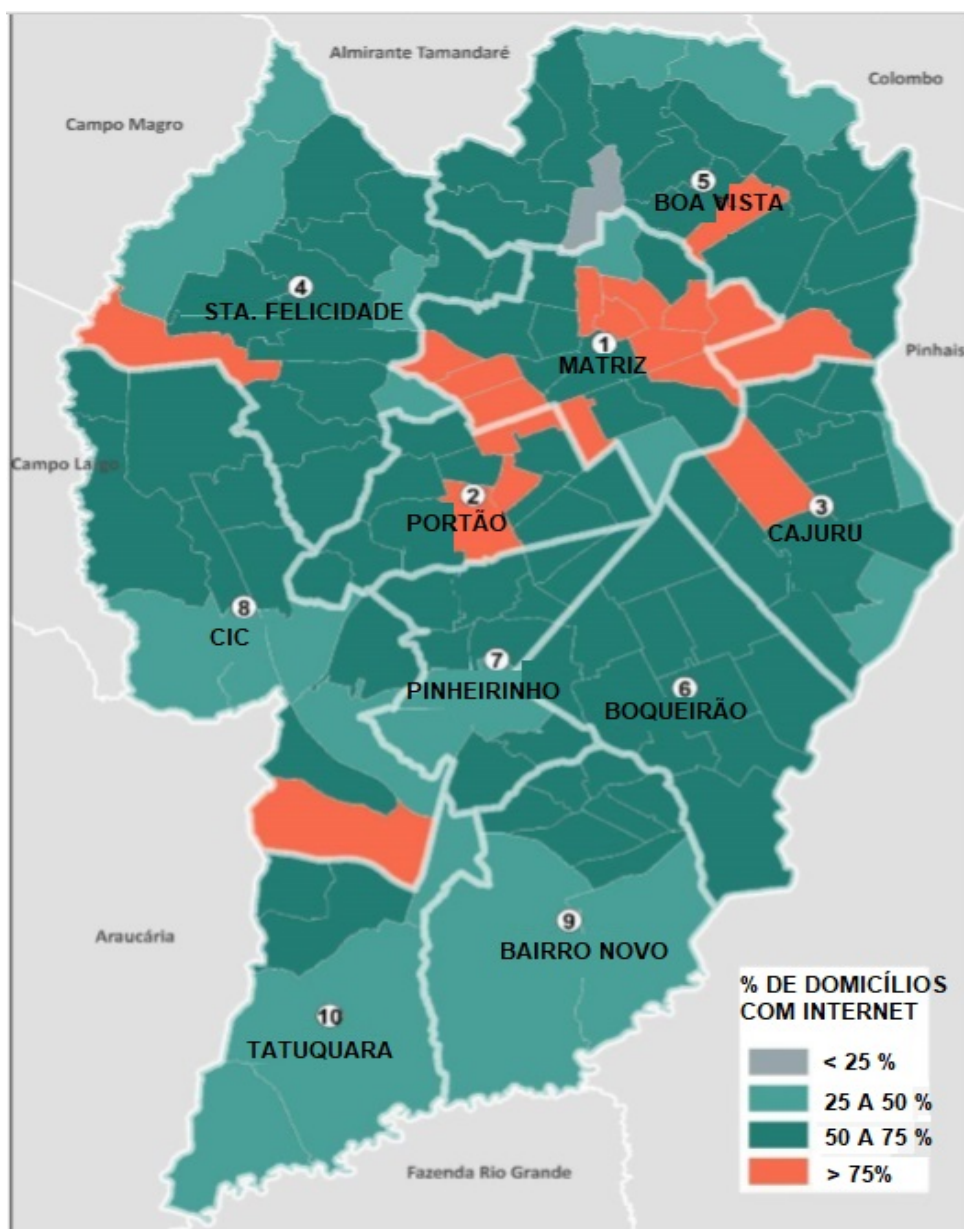 Almirante Tamandaré
Colombo
Campo Magro
5
BOA VISTA
4
STA. FELICIDADE
1
MATRIZ
Pinhais
Campo Largo
2
PORTÃO
3
CAJURU
8
CIC
7
PINHEIRINHO
6
BOQUEIRÃO
Araucária
9
BAIRRO NOVO
10
TATUQUARA
Fazenda Rio Grande
% DE DOMICÍLIOS
COM INTERNET
< 25 %
25 A 50 %
50 A 75 %
> 75%